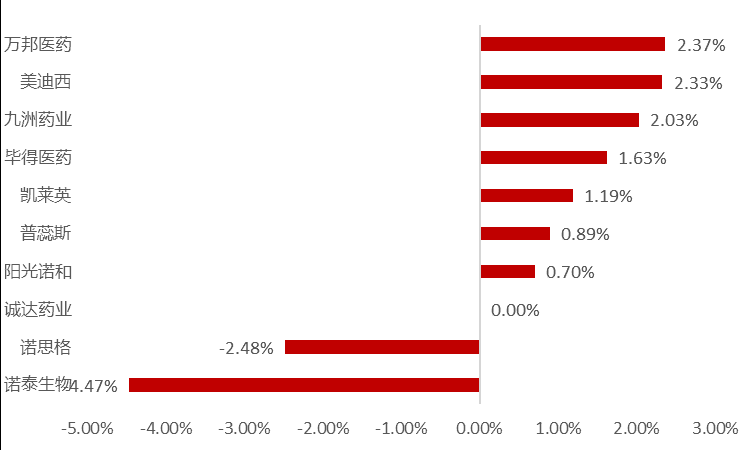 万邦医药 2.37%
美迪西 2.33%
九洲药业 2.03%
毕得医药 1.63%
凯莱英 1.19%
普蕊斯 0.89%
阳光诺和 0.70%
诚达药业 0.00%
诺思格 -2.48%
诺泰生物 4.47%
-5.00% -4.00% -3.00% -2.00% -1.00% 0.00% 1.00% 2.00% 3.00%